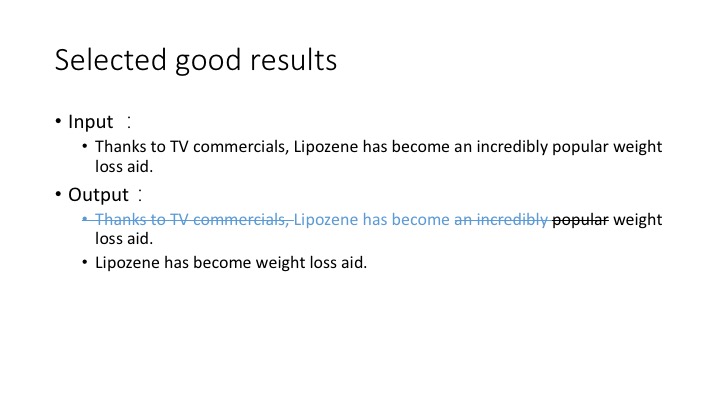 Selected good results
• Input ：
• Thanks to TV commercials, Lipozene has become an incredibly popular weight
loss aid.
• Output：
• Thanks to TV commercials, Lipozene has become an incredibly popular weight
loss aid.
• Lipozene has become weight loss aid.